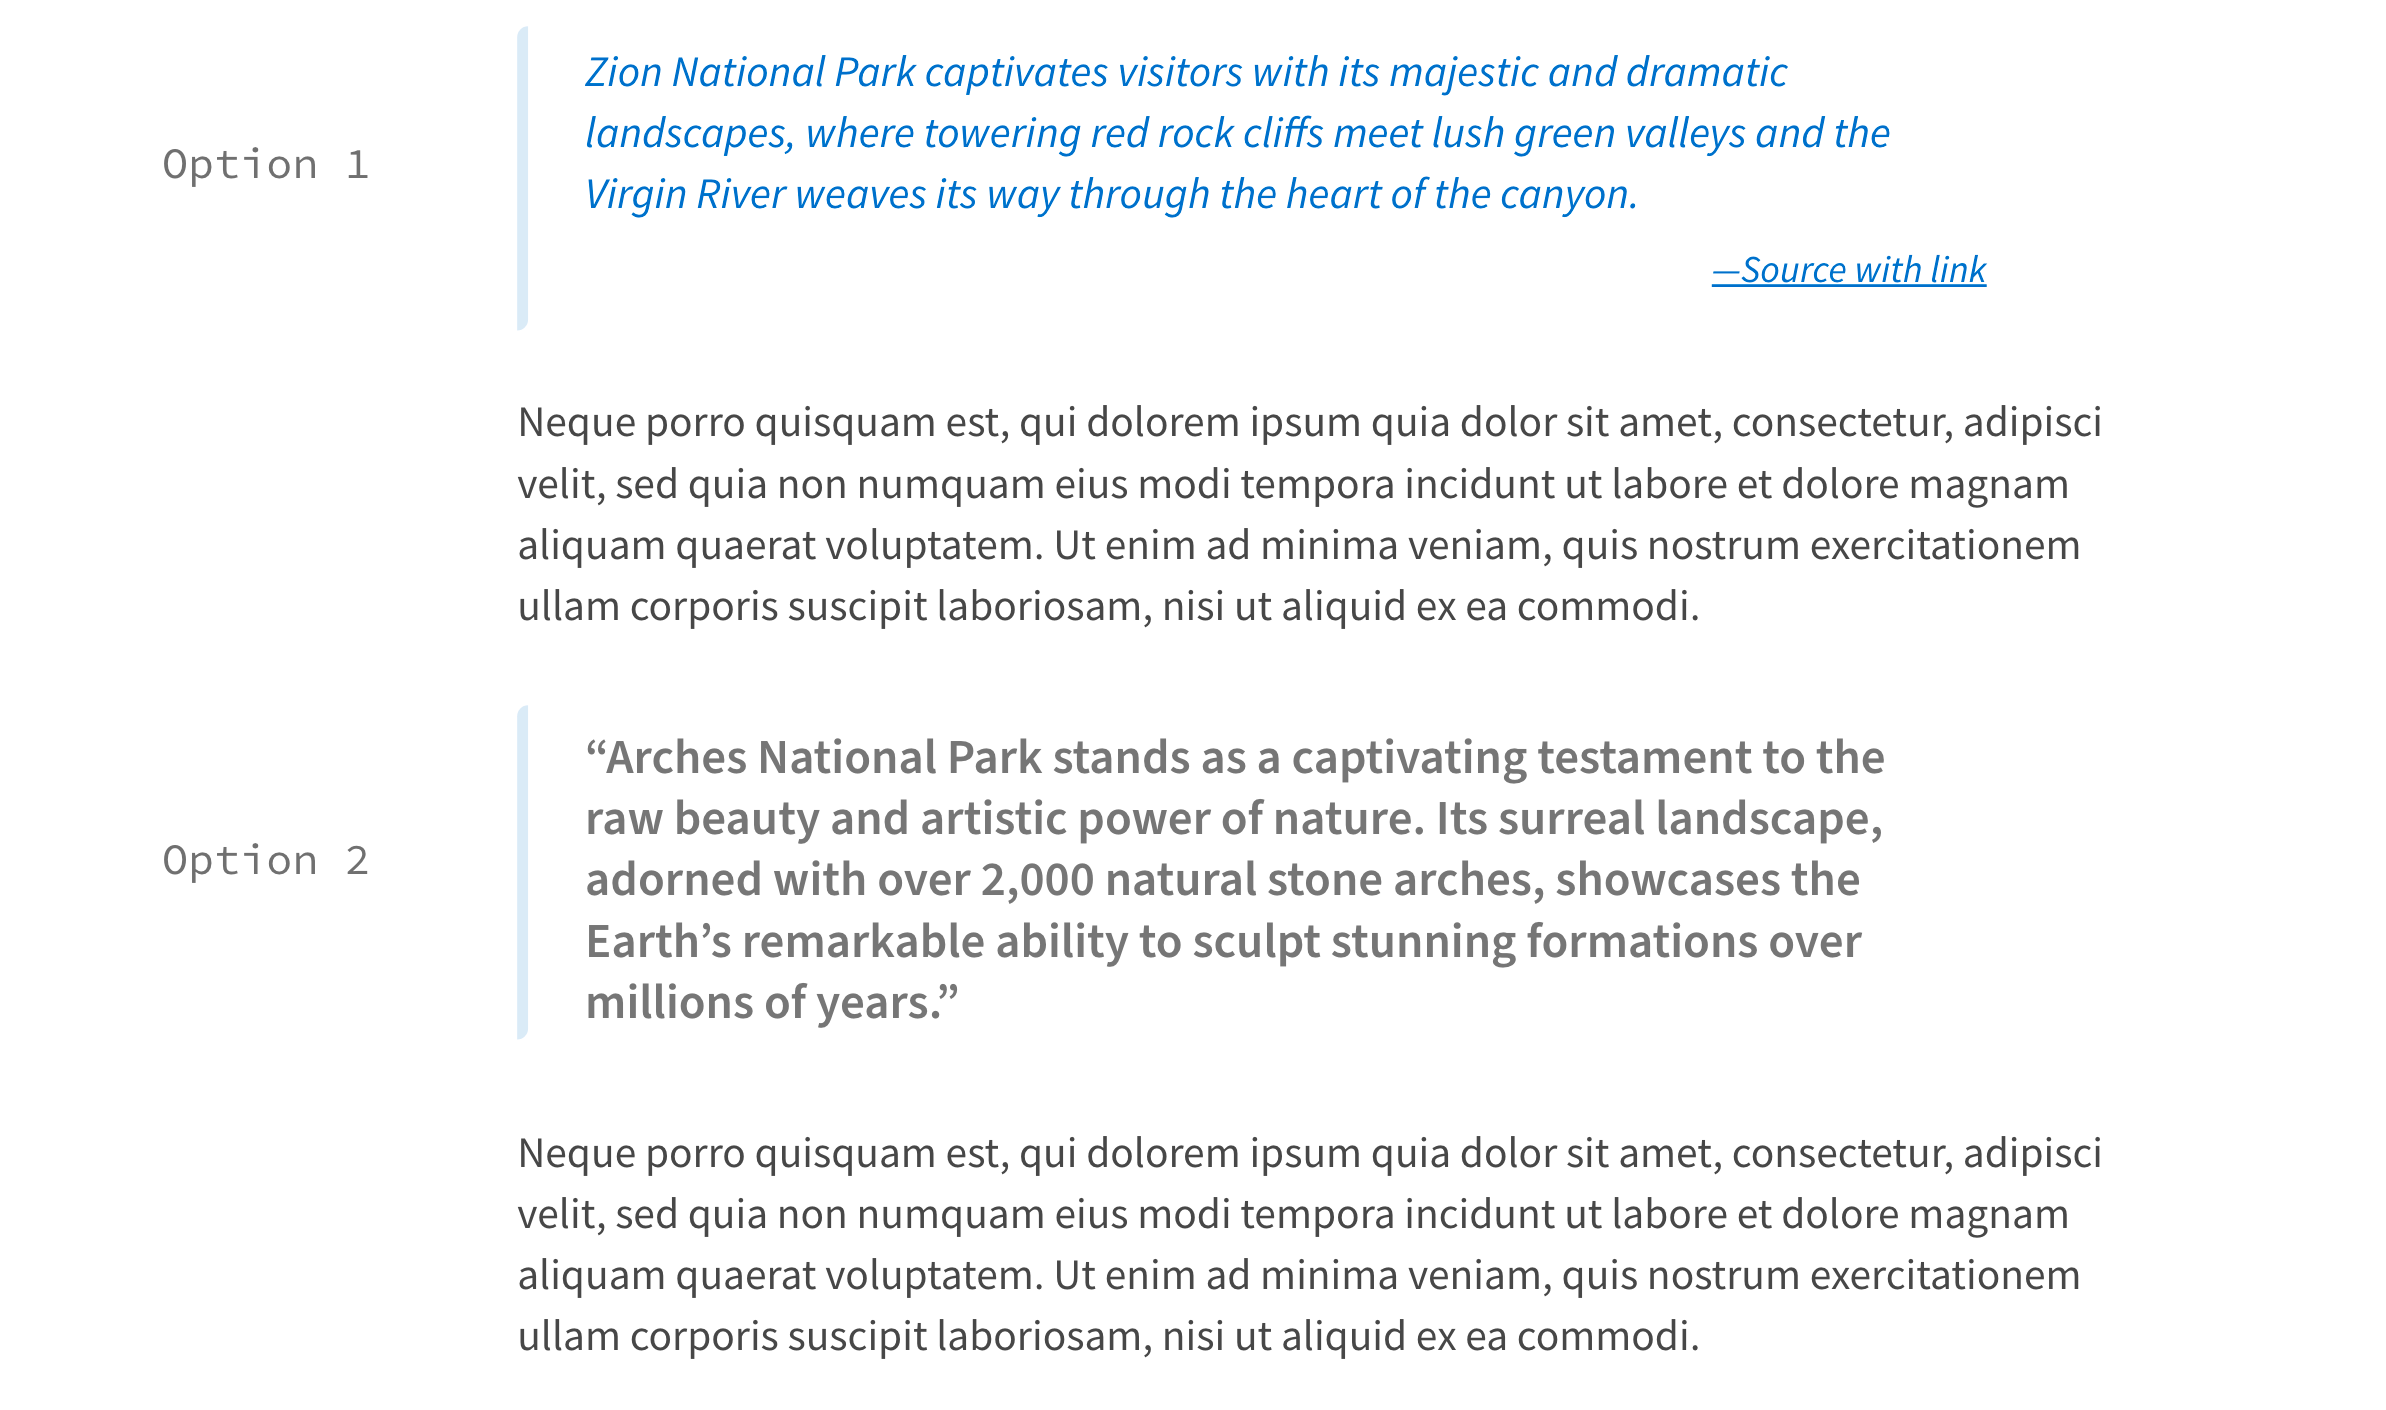 Zion National Park captivates visitors with its majestic and dramatic
Option 1
landscapes, where towering red rock cliffs meet lush green valleys and the
Virgin River weaves its way through the heart of the canyon.
—Source with link
Neque porro quisquam est, qui dolorem ipsum quia dolor sit amet, consectetur, adipisci
velit, sed quia non numquam eius modi tempora incidunt ut labore et dolore magnam
aliquam quaerat voluptatem. Ut enim ad minima veniam, quis nostrum exercitationem
ullam corporis suscipit laboriosam, nisi ut aliquid ex ea commodi.
Option 2
“Arches National Park stands as a captivating testament to the
raw beauty and artistic power of nature. Its surreal landscape,
adorned with over 2,000 natural stone arches, showcases the
Earth’s remarkable ability to sculpt stunning formations over
millions of years.”
Neque porro quisquam est, qui dolorem ipsum quia dolor sit amet, consectetur, adipisci
velit, sed quia non numquam eius modi tempora incidunt ut labore et dolore magnam
aliquam quaerat voluptatem. Ut enim ad minima veniam, quis nostrum exercitationem
ullam corporis suscipit laboriosam, nisi ut aliquid ex ea commodi.